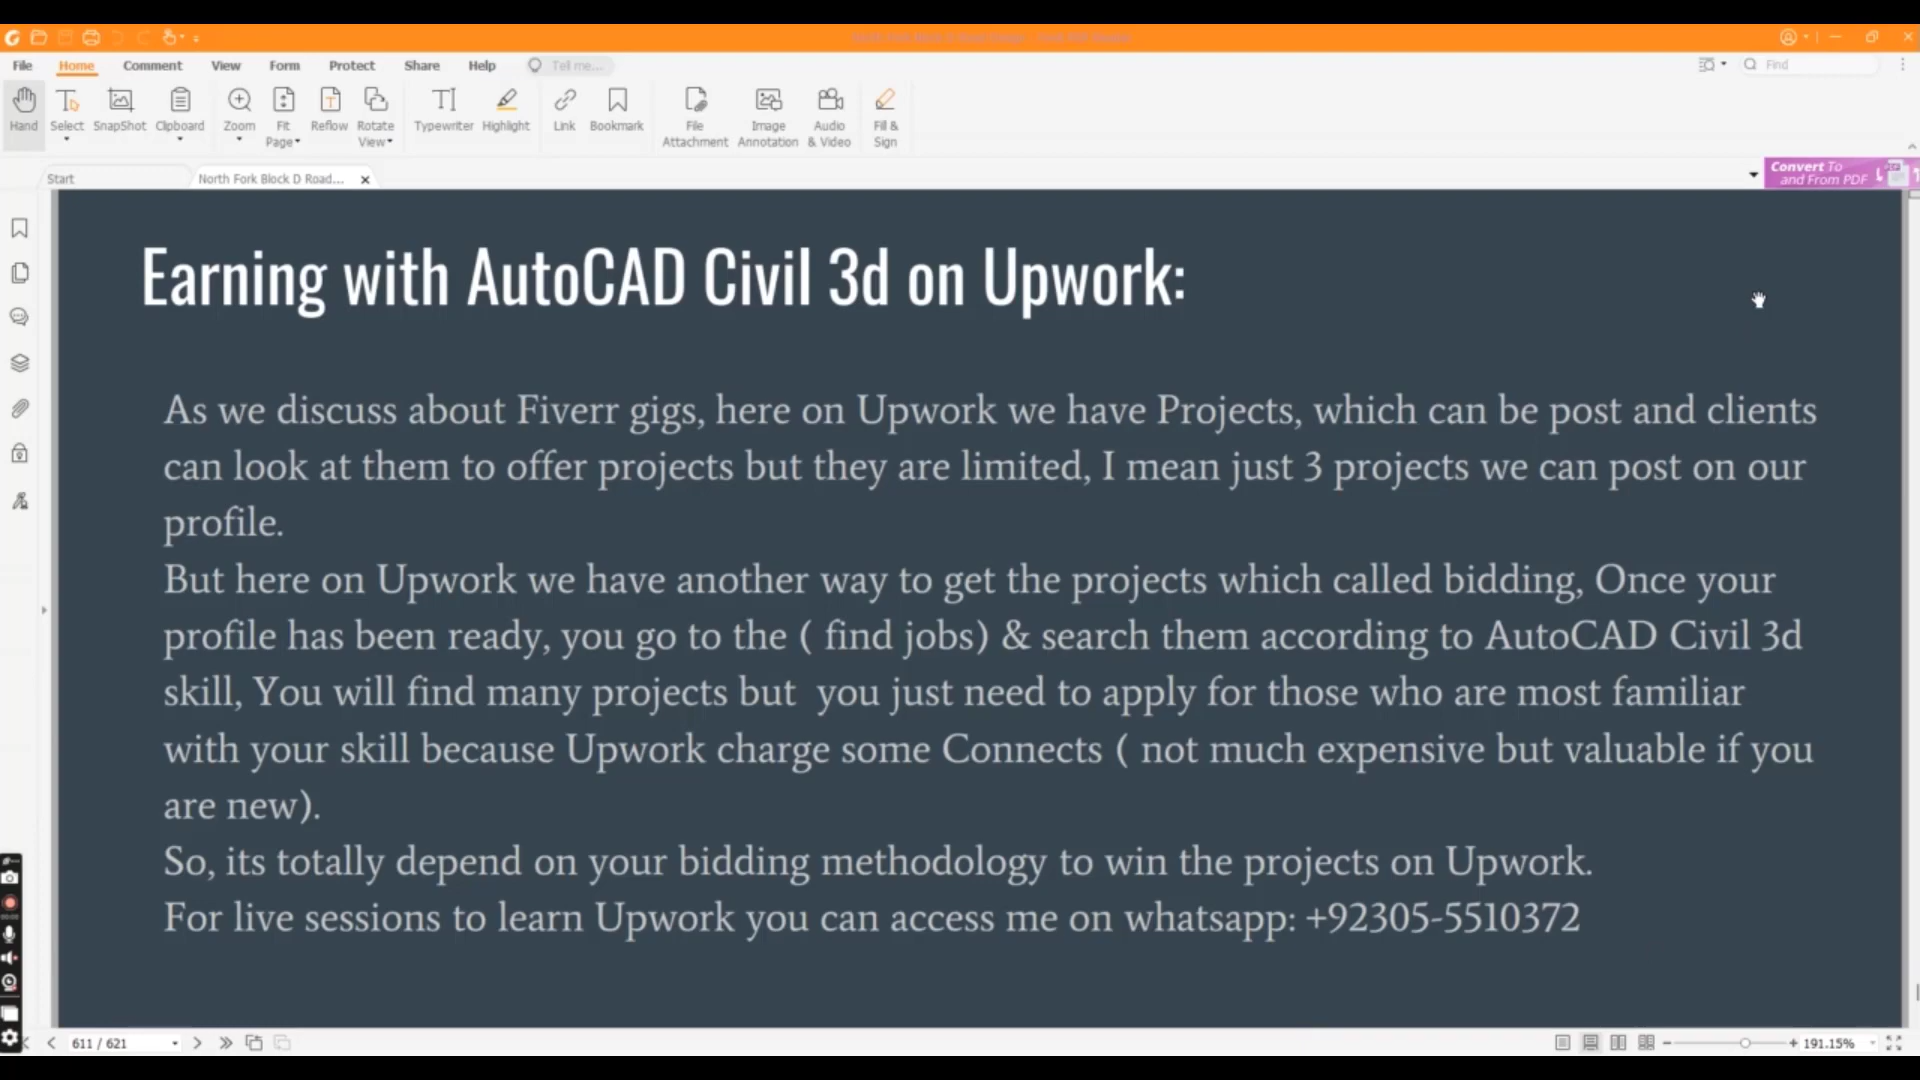 File Home Comment View Form Protect Share Help Tell me... Find
Hand Select SnapShot Clipboard Zoom Fit Page Reflow Rotate View Typewriter Highlight Link Bookmark File Attachment Image Annotation Audio & Video Fill & Sign
Start North Fork Block D Road... Convert To and From PDF
Earning with AutoCAD Civil 3d on Upwork:
As we discuss about Fiverr gigs, here on Upwork we have Projects, which can be post and clients
can look at them to offer projects but they are limited, I mean just 3 projects we can post on our
profile.
But here on Upwork we have another way to get the projects which called bidding, Once your
profile has been ready, you go to the ( find jobs) & search them according to AutoCAD Civil 3d
skill, You will find many projects but  you just need to apply for those who are most familiar
with your skill because Upwork charge some Connects ( not much expensive but valuable if you
are new).
So, its totally depend on your bidding methodology to win the projects on Upwork.
For live sessions to learn Upwork you can access me on whatsapp: +92305-5510372
611 / 621 191.15%